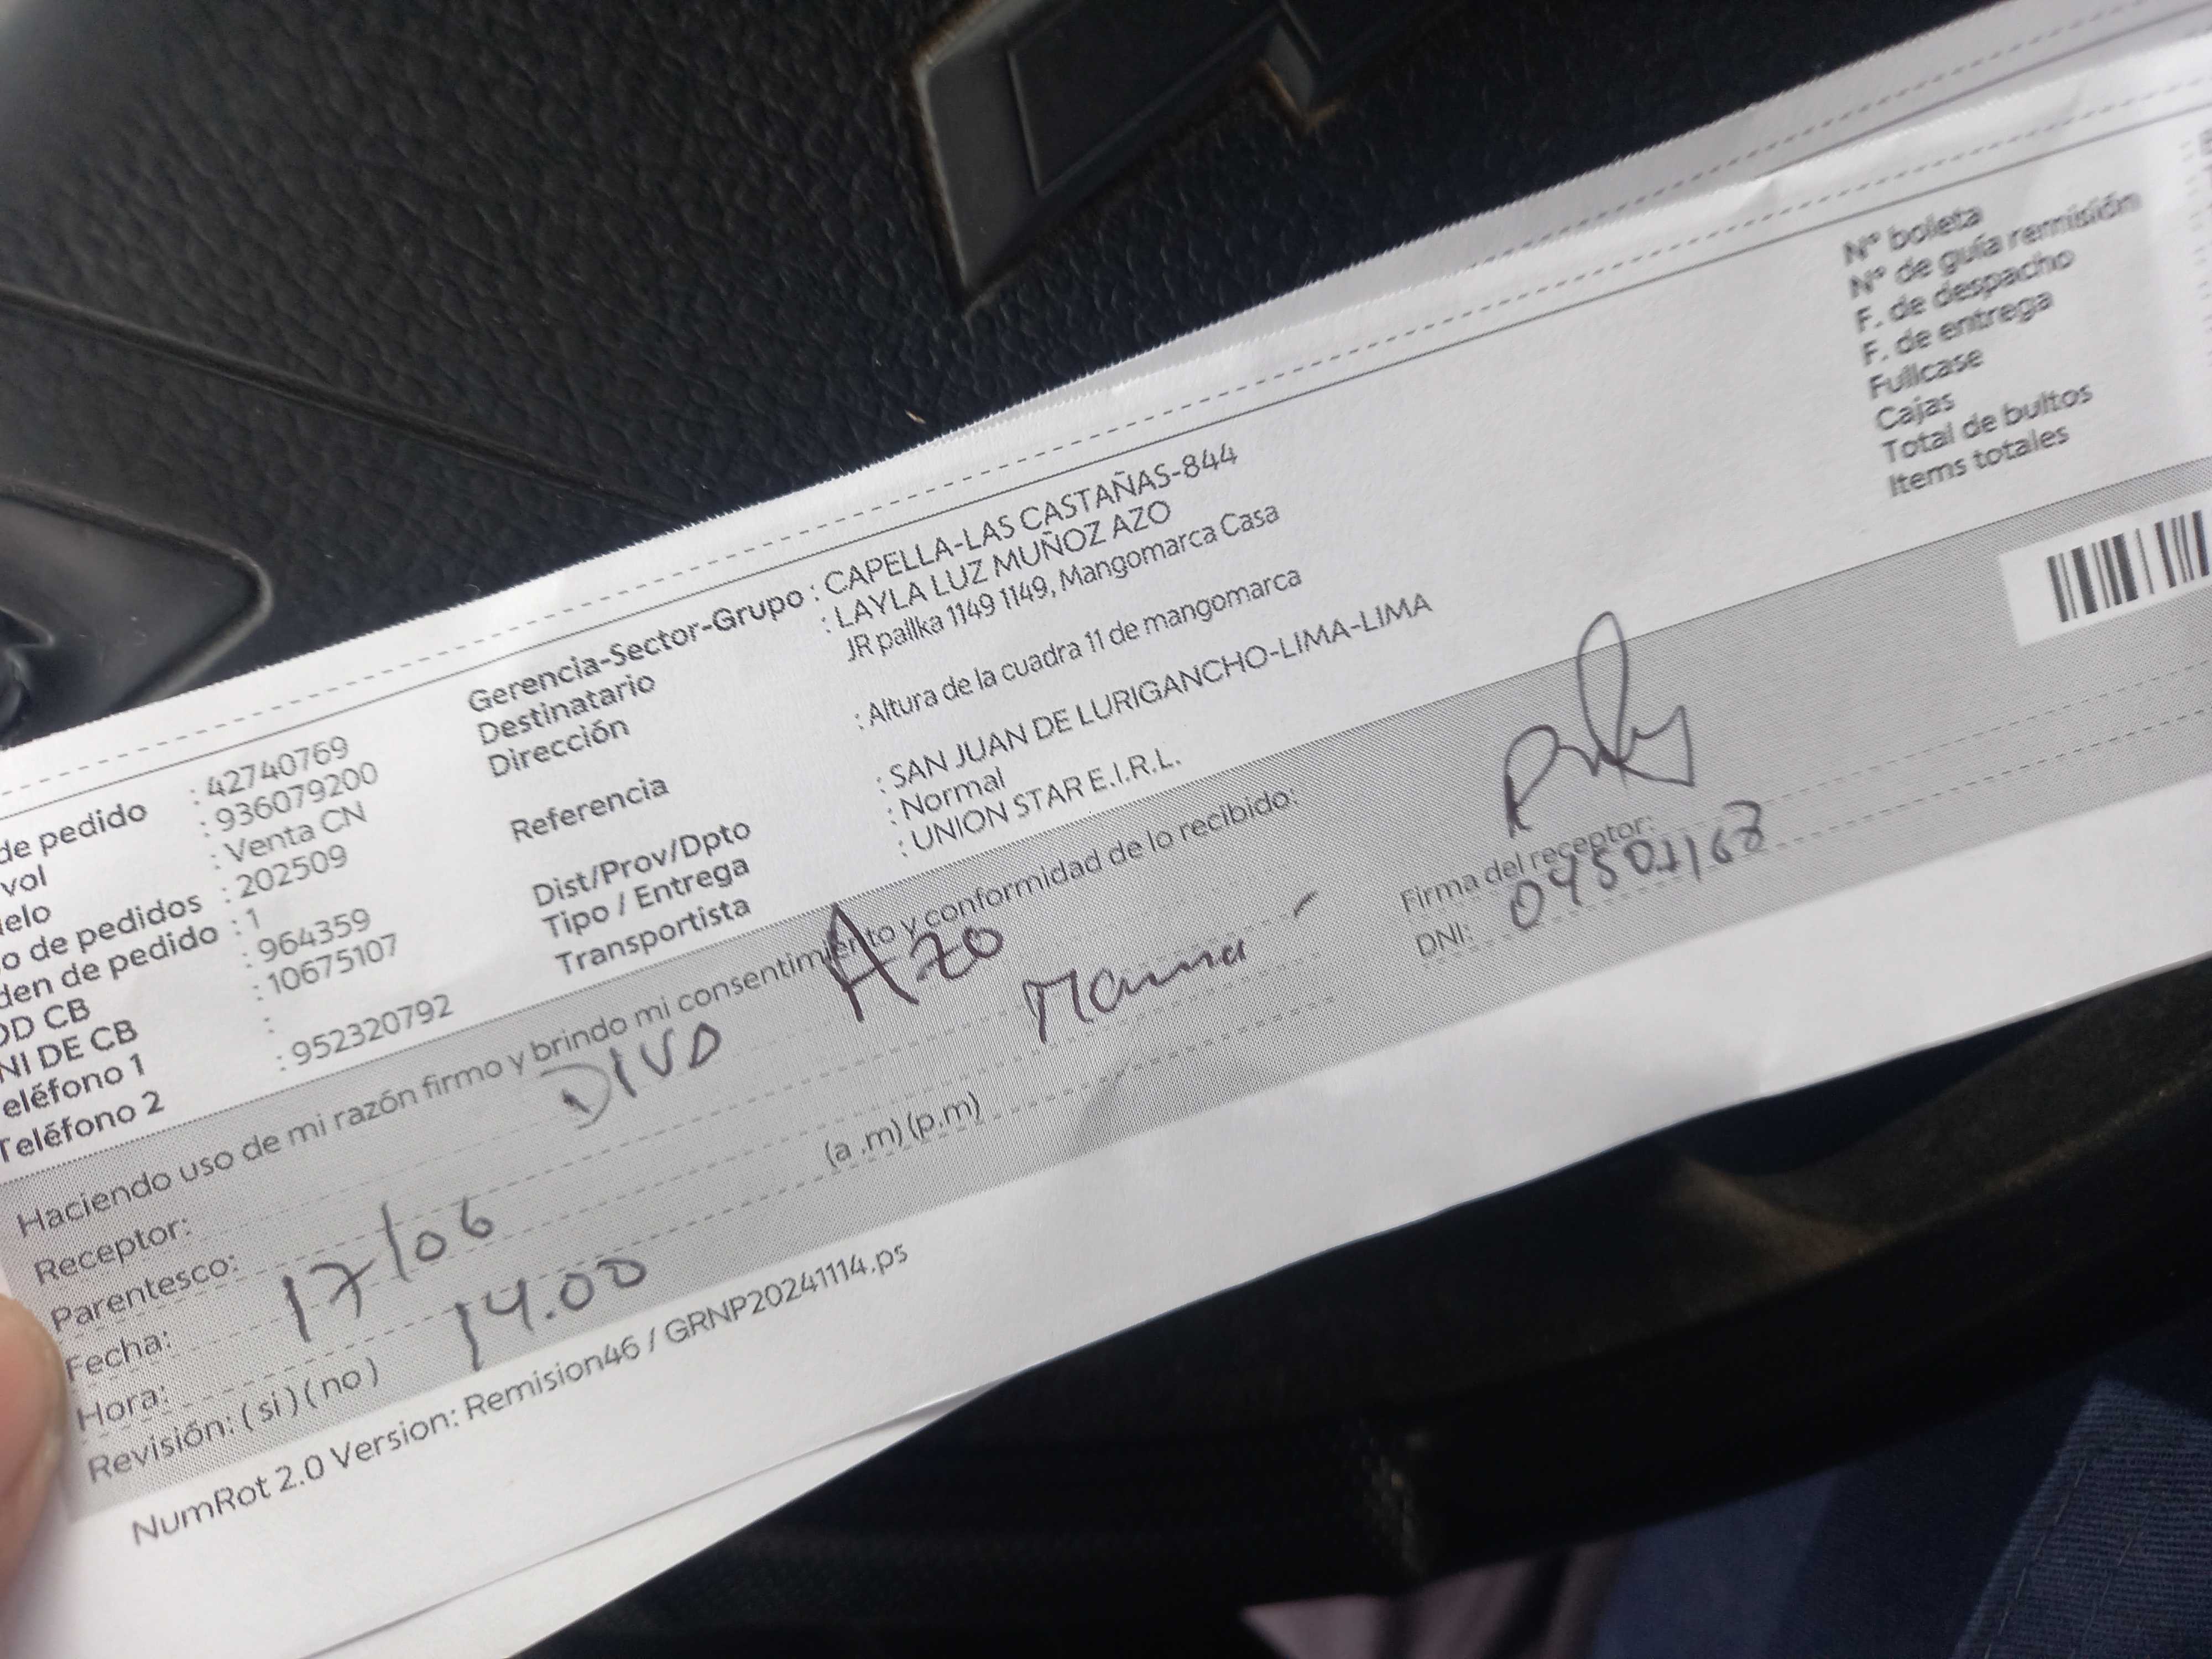 de pedido : 42740769
vol : 936079200
elo : Venta CN
o de pedidos : 202509
den de pedido : 1
OD CB : 964359
NI DE CB : 10675107
eléfono 1 :
Teléfono 2 : 952320792
Gerencia-Sector-Grupo : CAPELLA-LAS CASTAÑAS-844
Destinatario : LAYLA LUZ MUÑOZ AZO
Dirección JR pallka 1149 1149, Mangomarca Casa
Referencia : Altura de la cuadra 11 de mangomarca
Dist/Prov/Dpto : SAN JUAN DE LURIGANCHO-LIMA-LIMA
Tipo / Entrega : Normal
Transportista : UNION STAR E.I.R.L.
N° boleta
N° de guía remisión
F. de despacho
F. de entrega
Fullcase
Cajas
Total de bultos
Items totales
Haciendo uso de mi razón firmo y brindo mi consentimiento y conformidad de lo recibido:
Receptor: Azo
Parentesco: Mamá
Fecha: 17/06
Hora: 14.00 (a .m) (p.m)
Revisión: ( si ) ( no )
Firma del receptor:
DNI:
NumRot 2.0 Version: Remision46 / GRNP20241114.ps